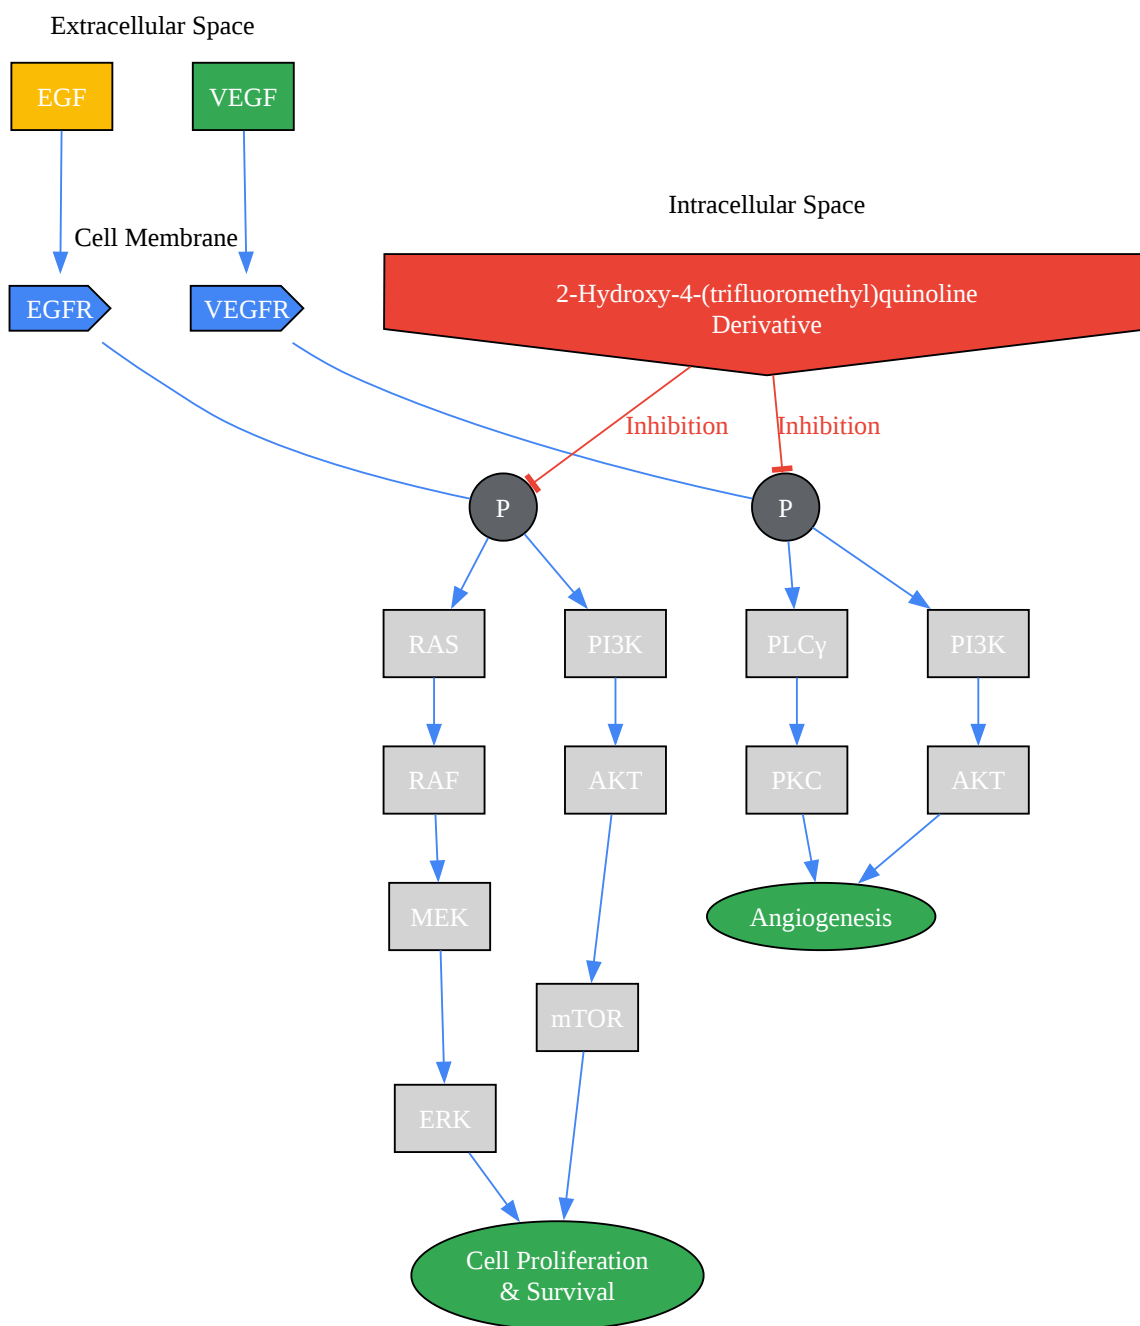 Extracellular Space
EGF
VEGF
Intracellular Space
Cell Membrane
EGFR
VEGFR
2-Hydroxy-4-(trifluoromethyl)quinoline
Derivative
Inhibition
Inhibition
P
P
RAS
PI3K
PLCγ
PI3K
RAF
AKT
PKC
AKT
MEK
Angiogenesis
mTOR
ERK
Cell Proliferation
& Survival